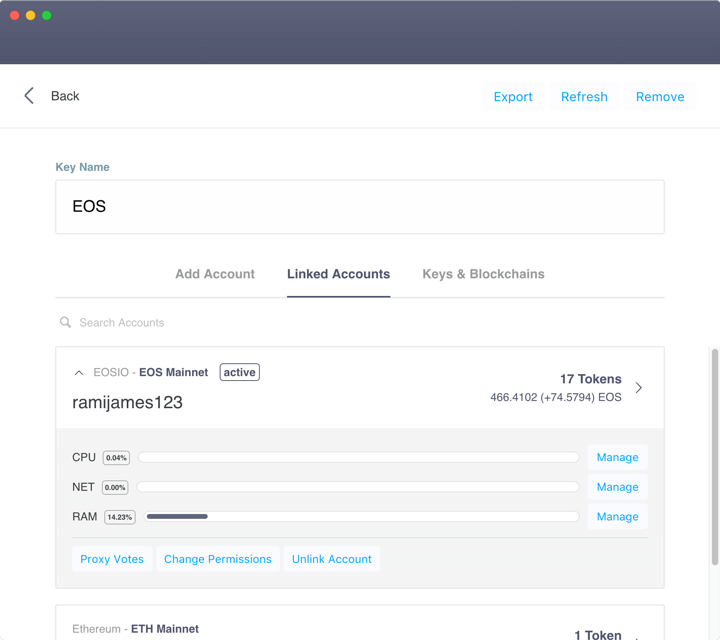 Back
Export Refresh Remove
Key Name
EOS
Add Account Linked Accounts Keys & Blockchains
Search Accounts
EOSIO - EOS Mainnet active
ramijames123
17 Tokens
466.4102 (+74.5794) EOS
CPU 0.04% Manage
NET 0.00% Manage
RAM 14.23% Manage
Proxy Votes Change Permissions Unlink Account
Ethereum - ETH Mainnet
1 Token